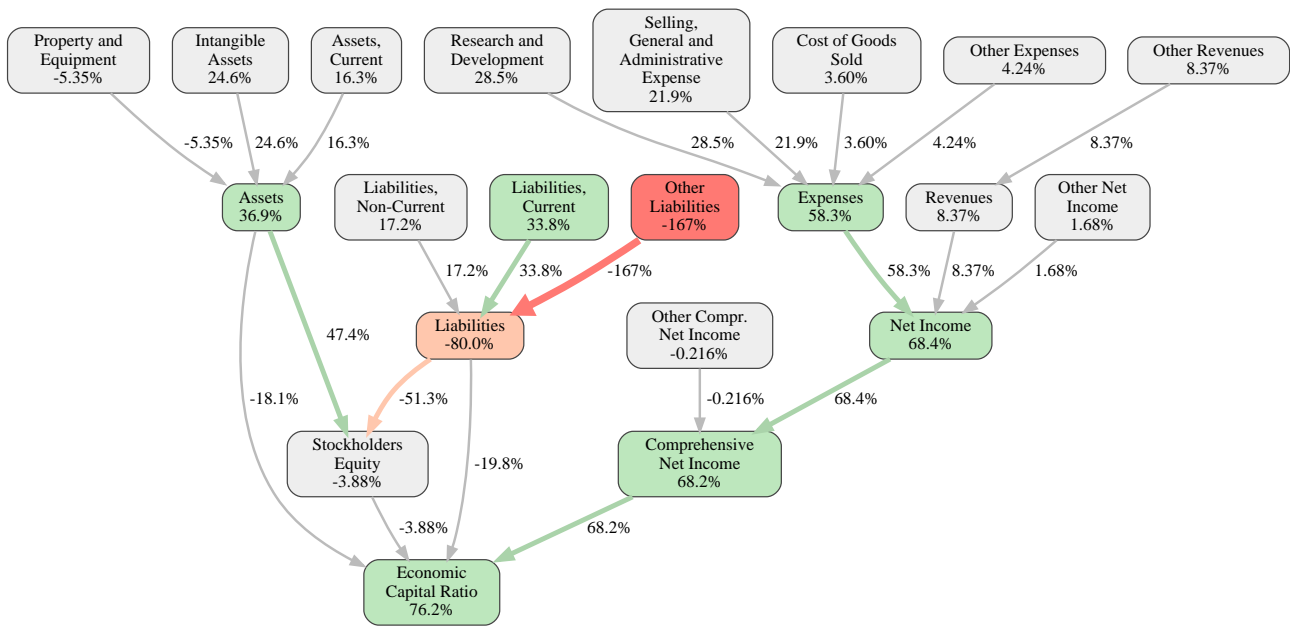 Property and
Equipment
-5.35%
Intangible
Assets
24.6%
Assets,
Current
16.3%
Research and
Development
28.5%
Selling,
General and
Administrative
Expense
21.9%
Cost of Goods
Sold
3.60%
Other Expenses
4.24%
Other Revenues
8.37%
-5.35%
24.6%
16.3%
28.5%
21.9%
3.60%
4.24%
8.37%
Assets
36.9%
Liabilities,
Non-Current
17.2%
Liabilities,
Current
33.8%
Other
Liabilities
-167%
Expenses
58.3%
Revenues
8.37%
Other Net
Income
1.68%
17.2%
33.8%
-167%
58.3%
8.37%
1.68%
47.4%
Liabilities
-80.0%
Other Compr.
Net Income
-0.216%
Net Income
68.4%
-18.1%
-51.3%
-0.216%
68.4%
Stockholders
Equity
-3.88%
-19.8%
Comprehensive
Net Income
68.2%
-3.88%
68.2%
Economic
Capital Ratio
76.2%